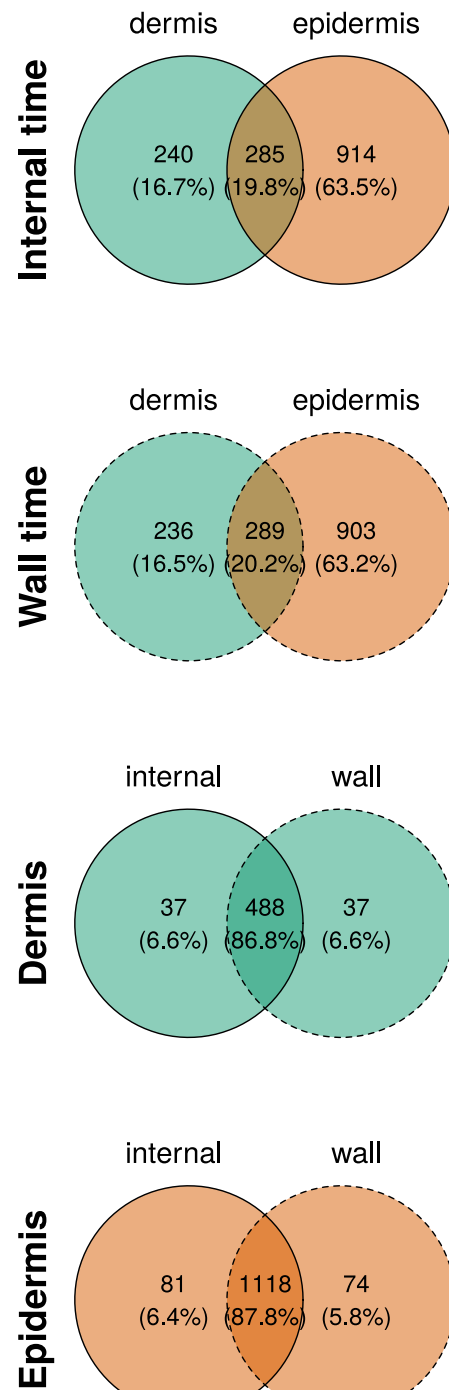 Internal time
dermis epidermis
240 285 914
(16.7%) (19.8%) (63.5%)
Wall time
dermis epidermis
236 289 903
(16.5%) (20.2%) (63.2%)
Dermis
internal wall
37 488 37
(6.6%) (86.8%) (6.6%)
Epidermis
internal wall
81 1118 74
(6.4%) (87.8%) (5.8%)